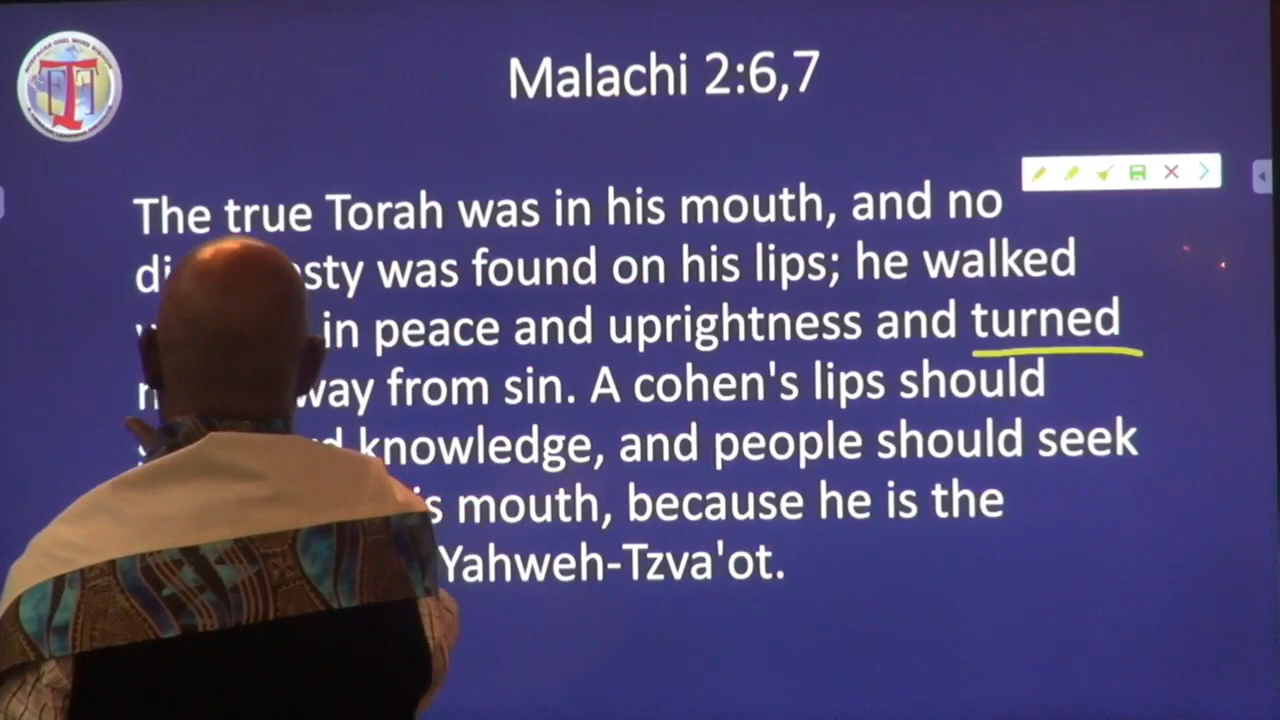 Malachi 2:6,7
The true Torah was in his mouth, and no
was found on his lips; he walked
in peace and uprightness and turned
from sin. A cohen's lips should
knowledge, and people should seek
mouth, because he is the
Yahweh-Tzva'ot.